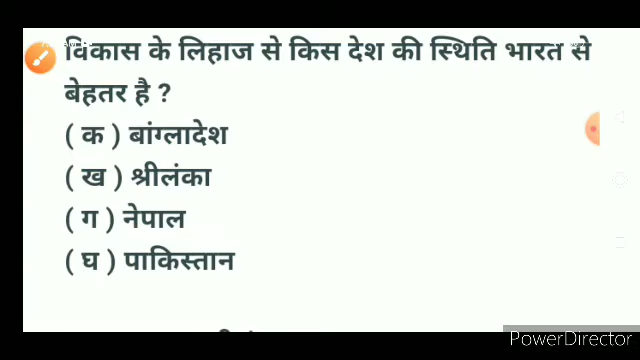 विकास के लिहाज से किस देश की स्थिति भारत से
बेहतर है ?
( क ) बांग्लादेश
( ख ) श्रीलंका
( ग ) नेपाल
( घ ) पाकिस्तान
PowerDirector